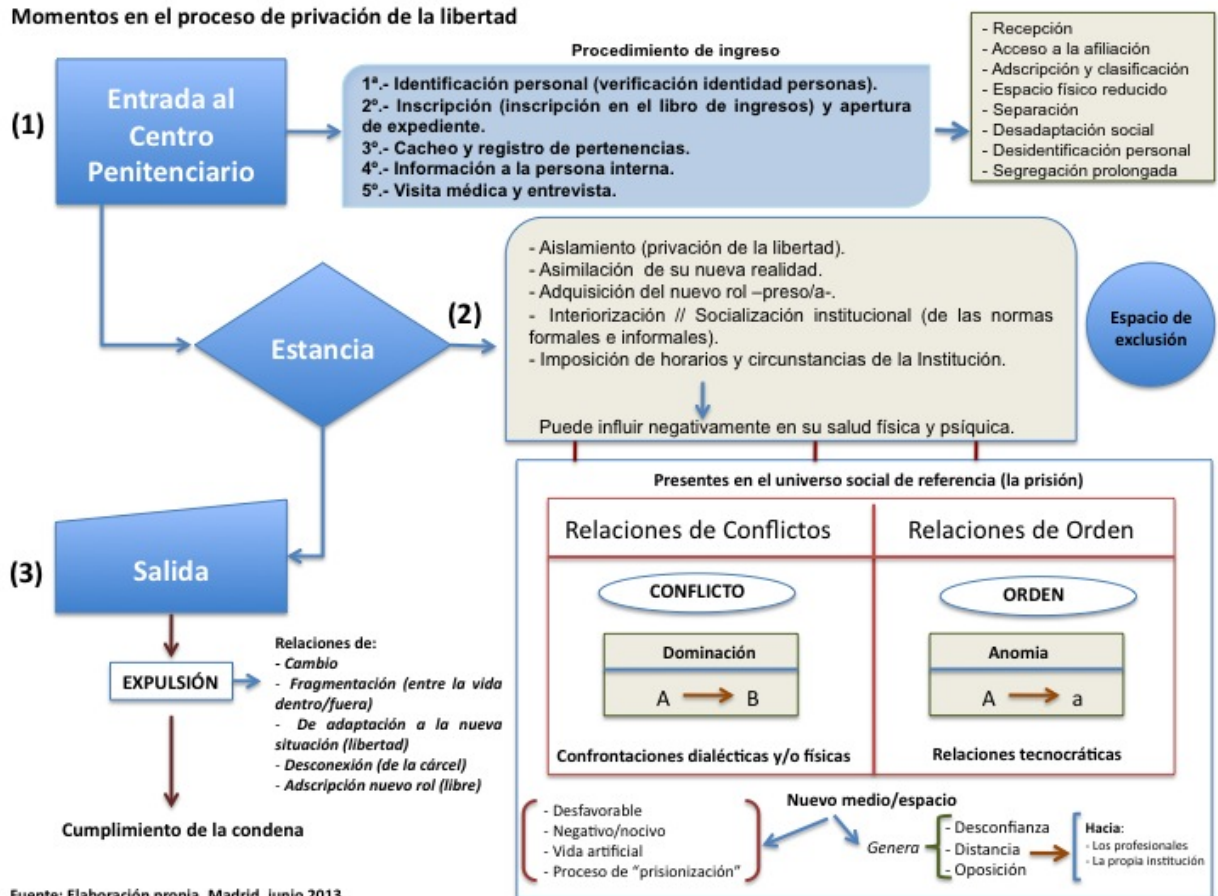 Momentos en el proceso de privación de la libertad
(1)
Entrada al
Centro
Penitenciario
Procedimiento de ingreso
1ª.- Identificación personal (verificación identidad personas).
2º.- Inscripción (inscripción en el libro de ingresos) y apertura
de expediente.
3º.- Cacheo y registro de pertenencias.
4º.- Información a la persona interna.
5º.- Visita médica y entrevista.
- Recepción
- Acceso a la afiliación
- Adscripción y clasificación
- Espacio físico reducido
- Separación
- Desadaptación social
- Desidentificación personal
- Segregación prolongada
Estancia
(2)
- Aislamiento (privación de la libertad).
- Asimilación de su nueva realidad.
- Adquisición del nuevo rol –preso/a-.
- Interiorización // Socialización institucional (de las normas
formales e informales).
- Imposición de horarios y circunstancias de la Institución.
Puede influir negativamente en su salud física y psíquica.
Espacio de
exclusión
Presentes en el universo social de referencia (la prisión)
Relaciones de Conflictos
CONFLICTO
Dominación
A B
Confrontaciones dialécticas y/o físicas
Relaciones de Orden
ORDEN
Anomia
A a
Relaciones tecnocráticas
Nuevo medio/espacio
- Desfavorable
- Negativo/nocivo
- Vida artificial
- Proceso de “prisionización”
Genera
- Desconfianza
- Distancia
- Oposición
Hacia:
- Los profesionales
- La propia institución
(3)
Salida
EXPULSIÓN
Relaciones de:
- Cambio
- Fragmentación (entre la vida
dentro/fuera)
- De adaptación a la nueva
situación (libertad)
- Desconexión (de la cárcel)
- Adscripción nuevo rol (libre)
Cumplimiento de la condena
Fuente: Elaboración propia. Madrid, junio 2013